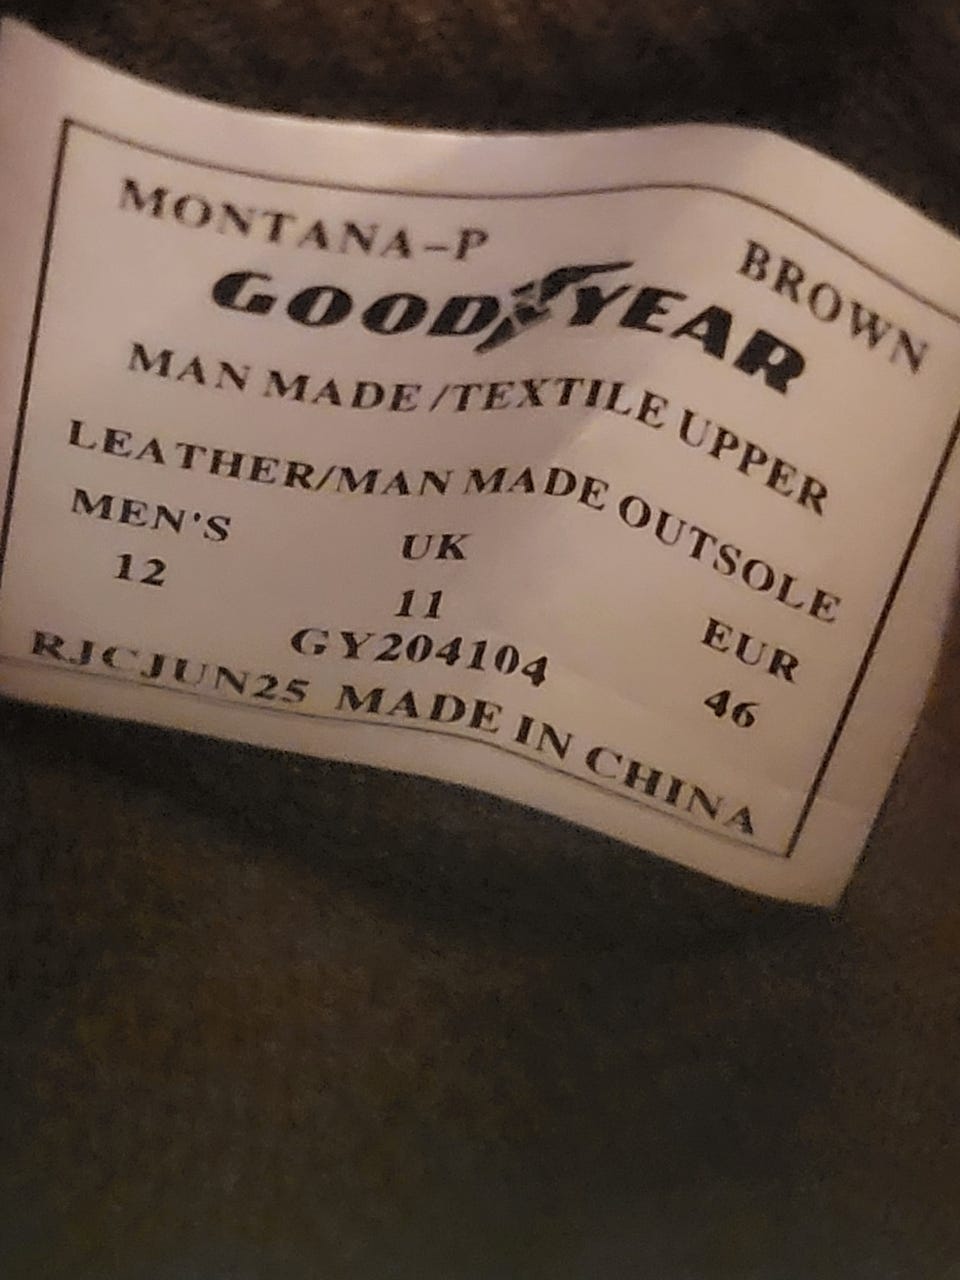 MONTANA-P BROWN
GOODYEAR
MAN MADE/TEXTILE UPPER
LEATHER/MAN MADE OUTSOLE
MEN'S UK EUR
12 11 46
GY204104
RJCJUN25 MADE IN CHINA